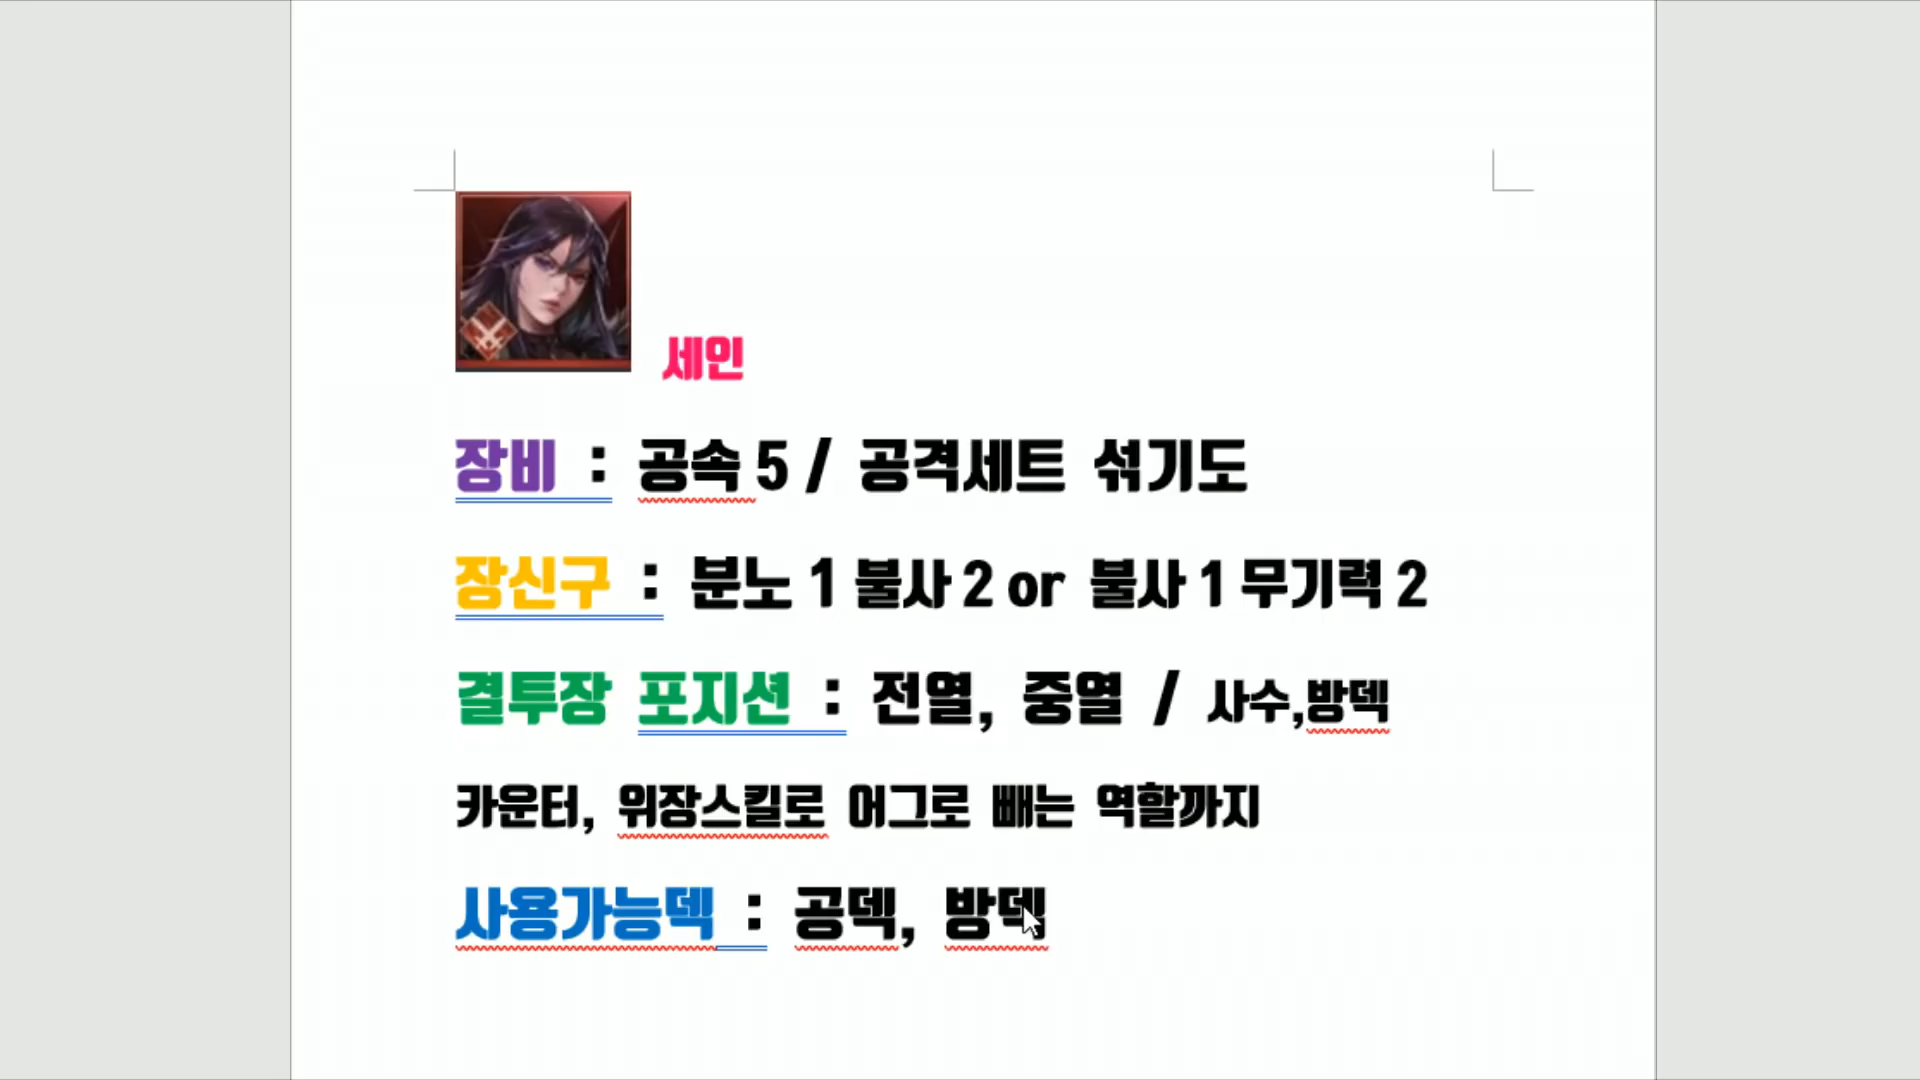 세인
장비 : 공속 5 / 공격세트 섞기도
장신구 : 분노 1 불사 2 or 불사 1 무기력 2
결투장 포지션 : 전열, 중열 / 사수,방덱
카운터, 위장스킬로 어그로 빼는 역할까지
사용가능덱 : 공덱, 방덱